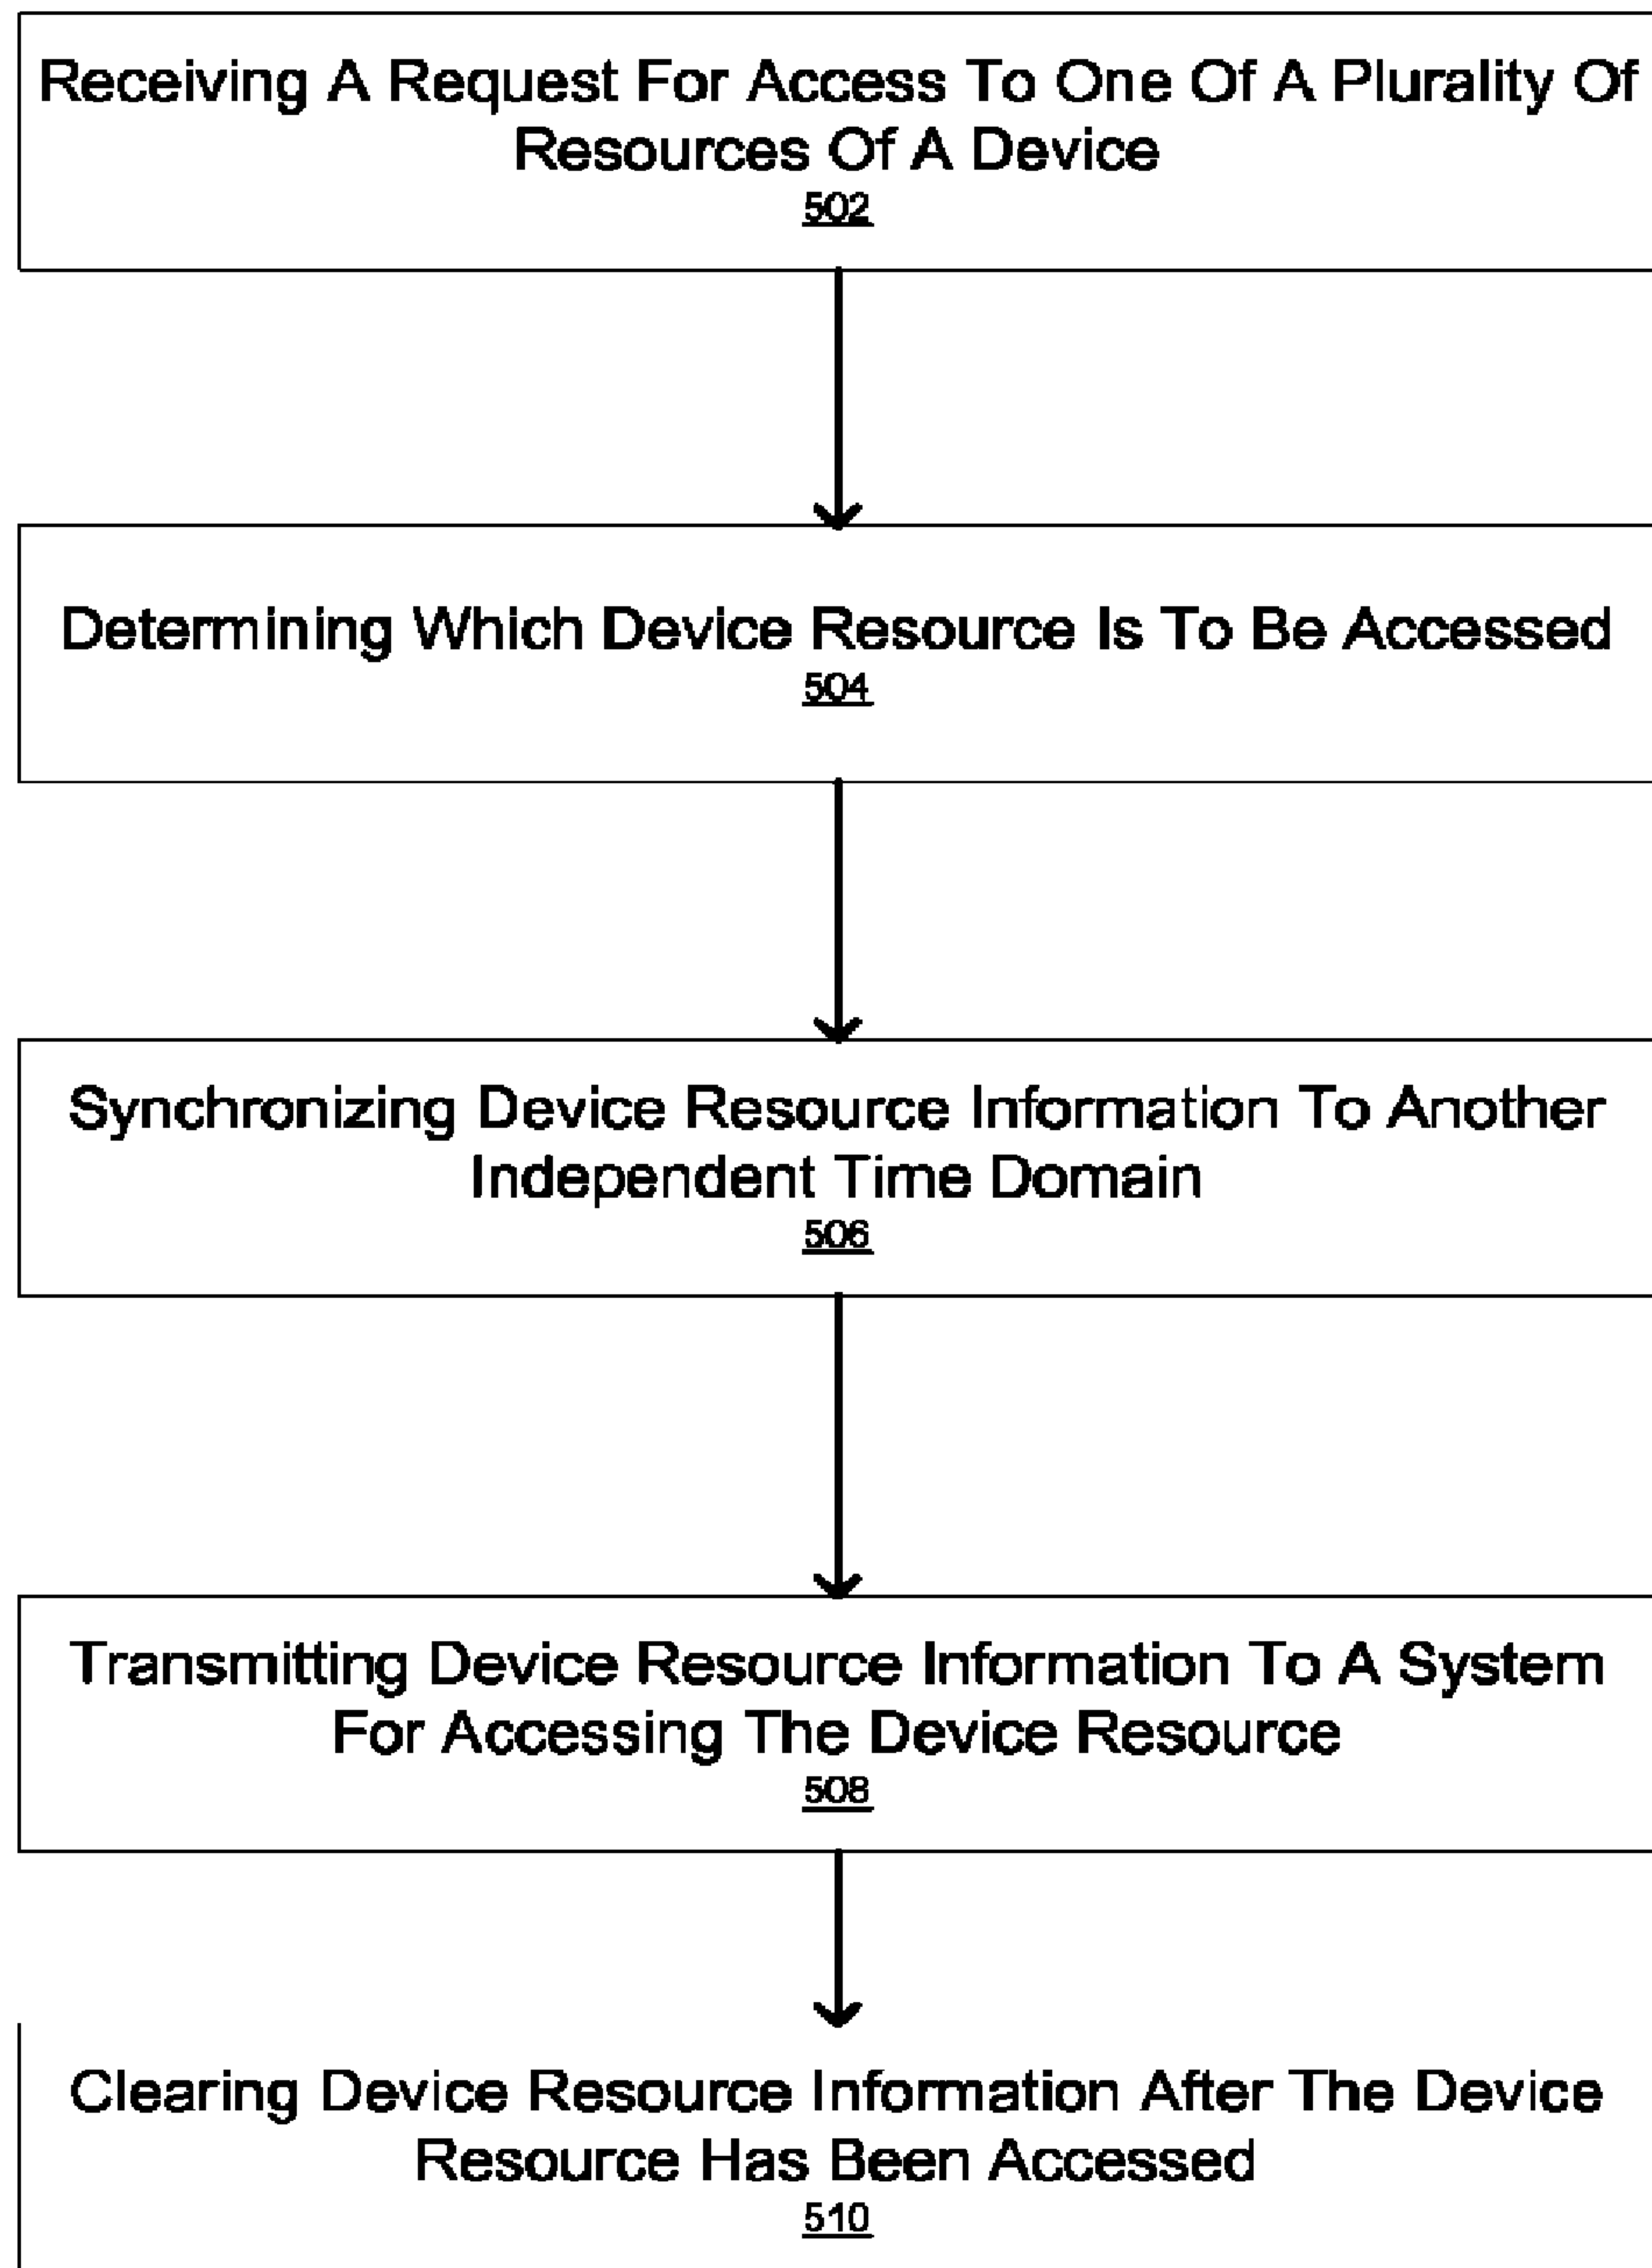 Receiving A Request For Access To One Of A Plurality Of
Resources Of A Device
502
Determining Which Device Resource Is To Be Accessed
504
Synchronizing Device Resource Information To Another
Independent Time Domain
506
Transmitting Device Resource Information To A System
For Accessing The Device Resource
508
Clearing Device Resource Information After The Device
Resource Has Been Accessed
510